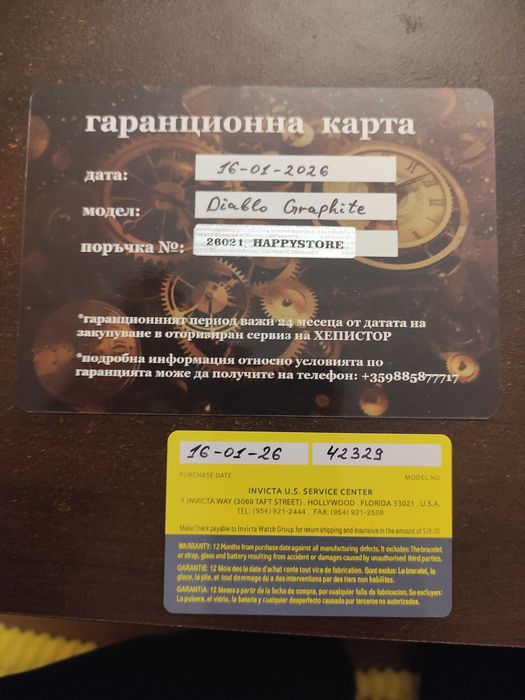 гаранционна карта
дата: 16-01-2026
модел: Diablo Graphite
поръчка №: 26021, HAPPYSTORE
*гаранционният период важи 24 месеца от датата на
закупуване в оторизиран сервиз на ХЕПИСТОР
*подробна информация относно условията по
гаранцията може да получите на телефон: +359885877717
16-01-26 42329
PURCHASE DATE MODEL NO
INVICTA U.S. SERVICE CENTER
1 INVICTA WAY (3069 TAFT STREET) . HOLLYWOOD . FLORIDA 33021 . U.S.A.
TEL: (954) 921-2444 , FAX: (954) 921-2508
Make Check payable to Invicta Watch Group for return shipping and insurance in the amount of $28.00
WARRANTY: 12 Months from purchase date against all manufacturing defects. It excludes: The bracelet
or strap, glass and battery resulting from accident or damages caused by unauthorised third parties.
GARANTIE: 12 Mois dès la date d'achat conte tout vice de fabrication. Sont exclus: Le bracelet, la
glace, la pile, et tout dommage du a des interventions par des tiers non habilites.
GARANTIA: 12 Meses a partir de la fecha de compra, por cualquier falla de fabricacion. Se excluyen:
La pulsera, el vidrio, la bateria y cualquier desperfecto causado por terceros no autorizados.